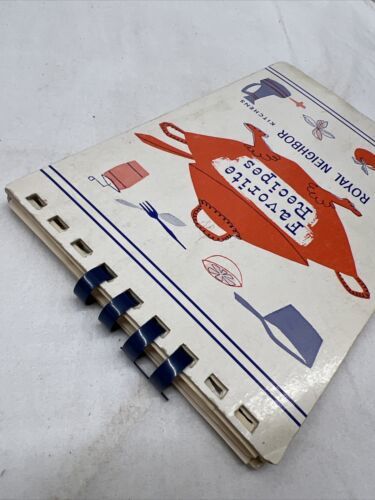 Favorite
Recipes
ROYAL NEIGHBOR
KITCHENS